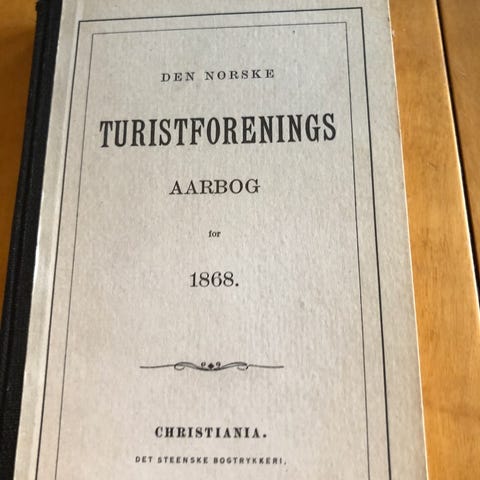 DEN NORSKE
TURISTFORENINGS
AARBOG
for
1868.
CHRISTIANIA.
DET STEENSKE BOGTRYKKERI.